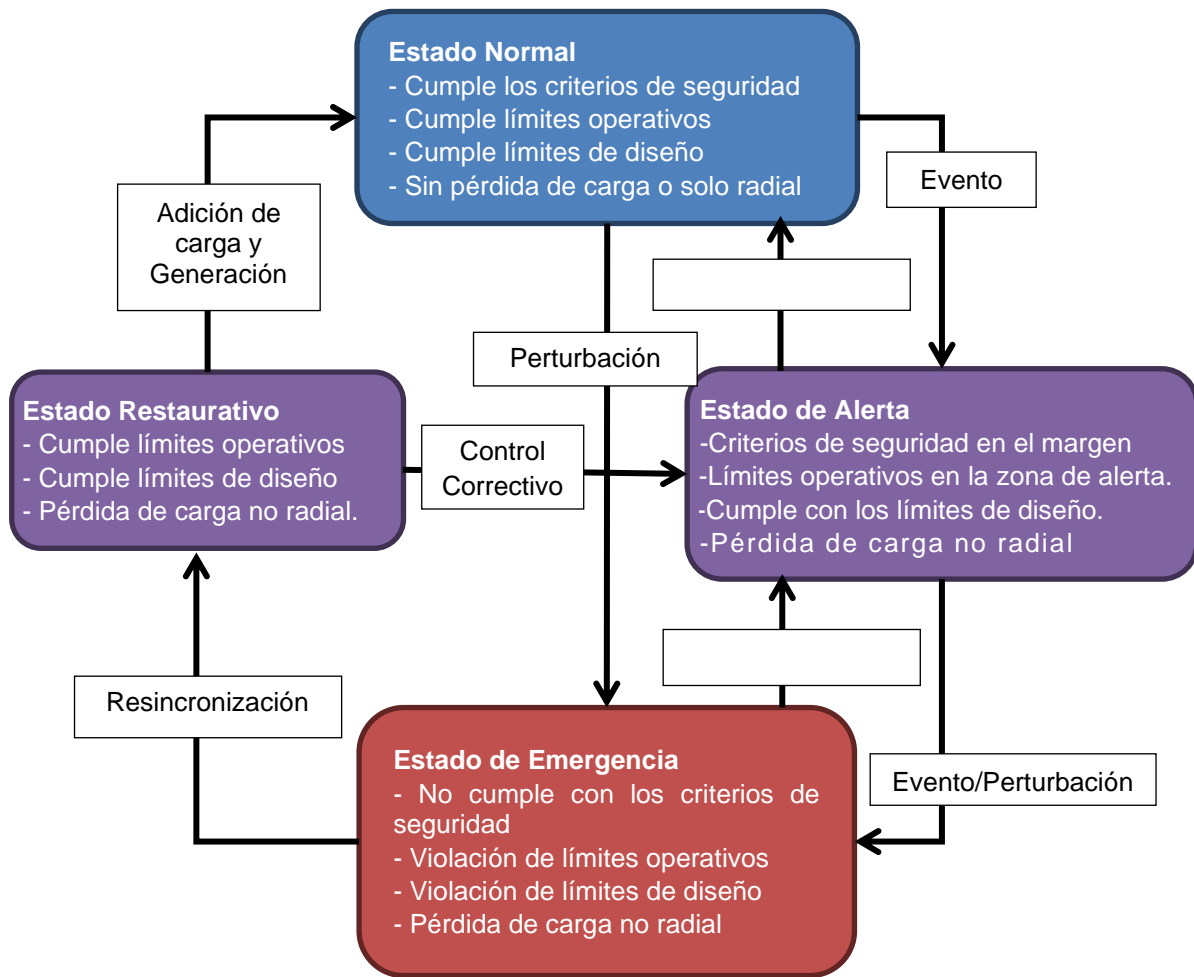 Estado Normal
- Cumple los criterios de seguridad
- Cumple límites operativos
- Cumple límites de diseño
- Sin pérdida de carga o solo radial
Evento
Adición de
carga y
Generación
Perturbación
Estado Restaurativo
- Cumple límites operativos
- Cumple límites de diseño
- Pérdida de carga no radial.
Control
Correctivo
Estado de Alerta
-Criterios de seguridad en el margen
-Límites operativos en la zona de alerta.
-Cumple con los límites de diseño.
-Pérdida de carga no radial
Resincronización
Evento/Perturbación
Estado de Emergencia
- No cumple con los criterios de
seguridad
- Violación de límites operativos
- Violación de límites de diseño
- Pérdida de carga no radial